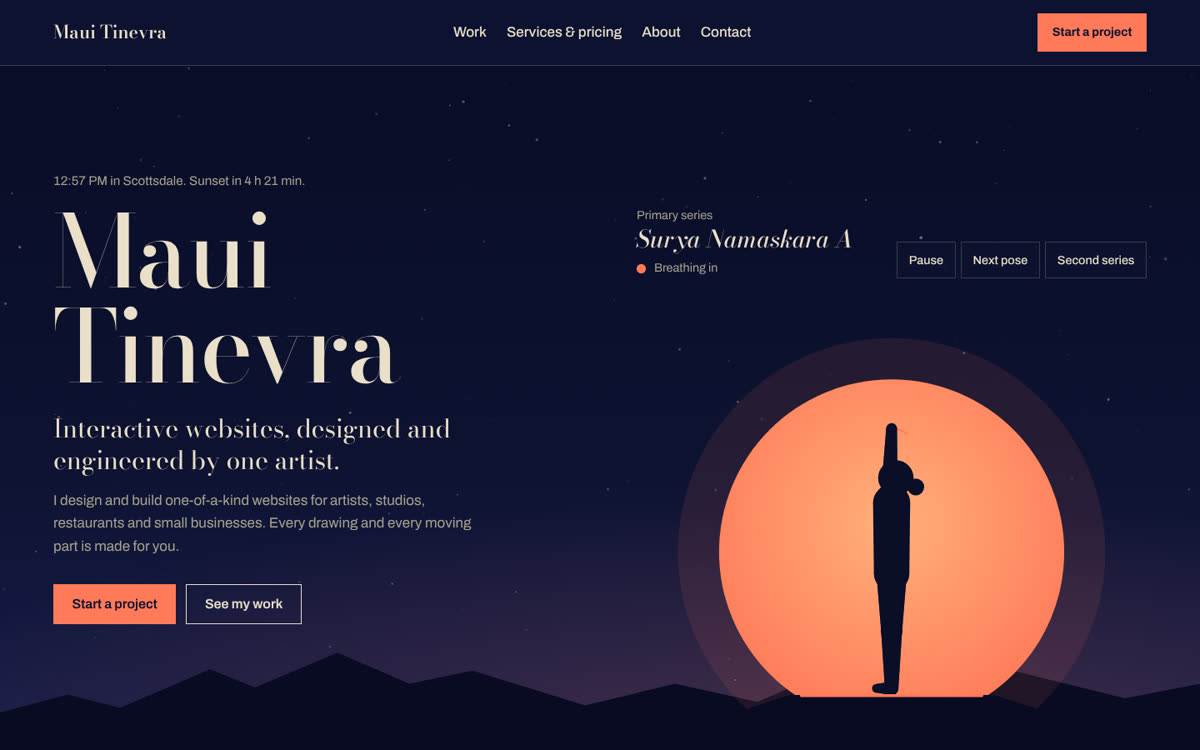 Maui Tinevra
Work
Services & pricing
About
Contact
Start a project
12:57 PM in Scottsdale. Sunset in 4 h 21 min.
Maui
Tinevra
Interactive websites, designed and
engineered by one artist.
I design and build one-of-a-kind websites for artists, studios,
restaurants and small businesses. Every drawing and every moving
part is made for you.
Start a project
See my work
Primary series
Surya Namaskara A
Breathing in
Pause
Next pose
Second series